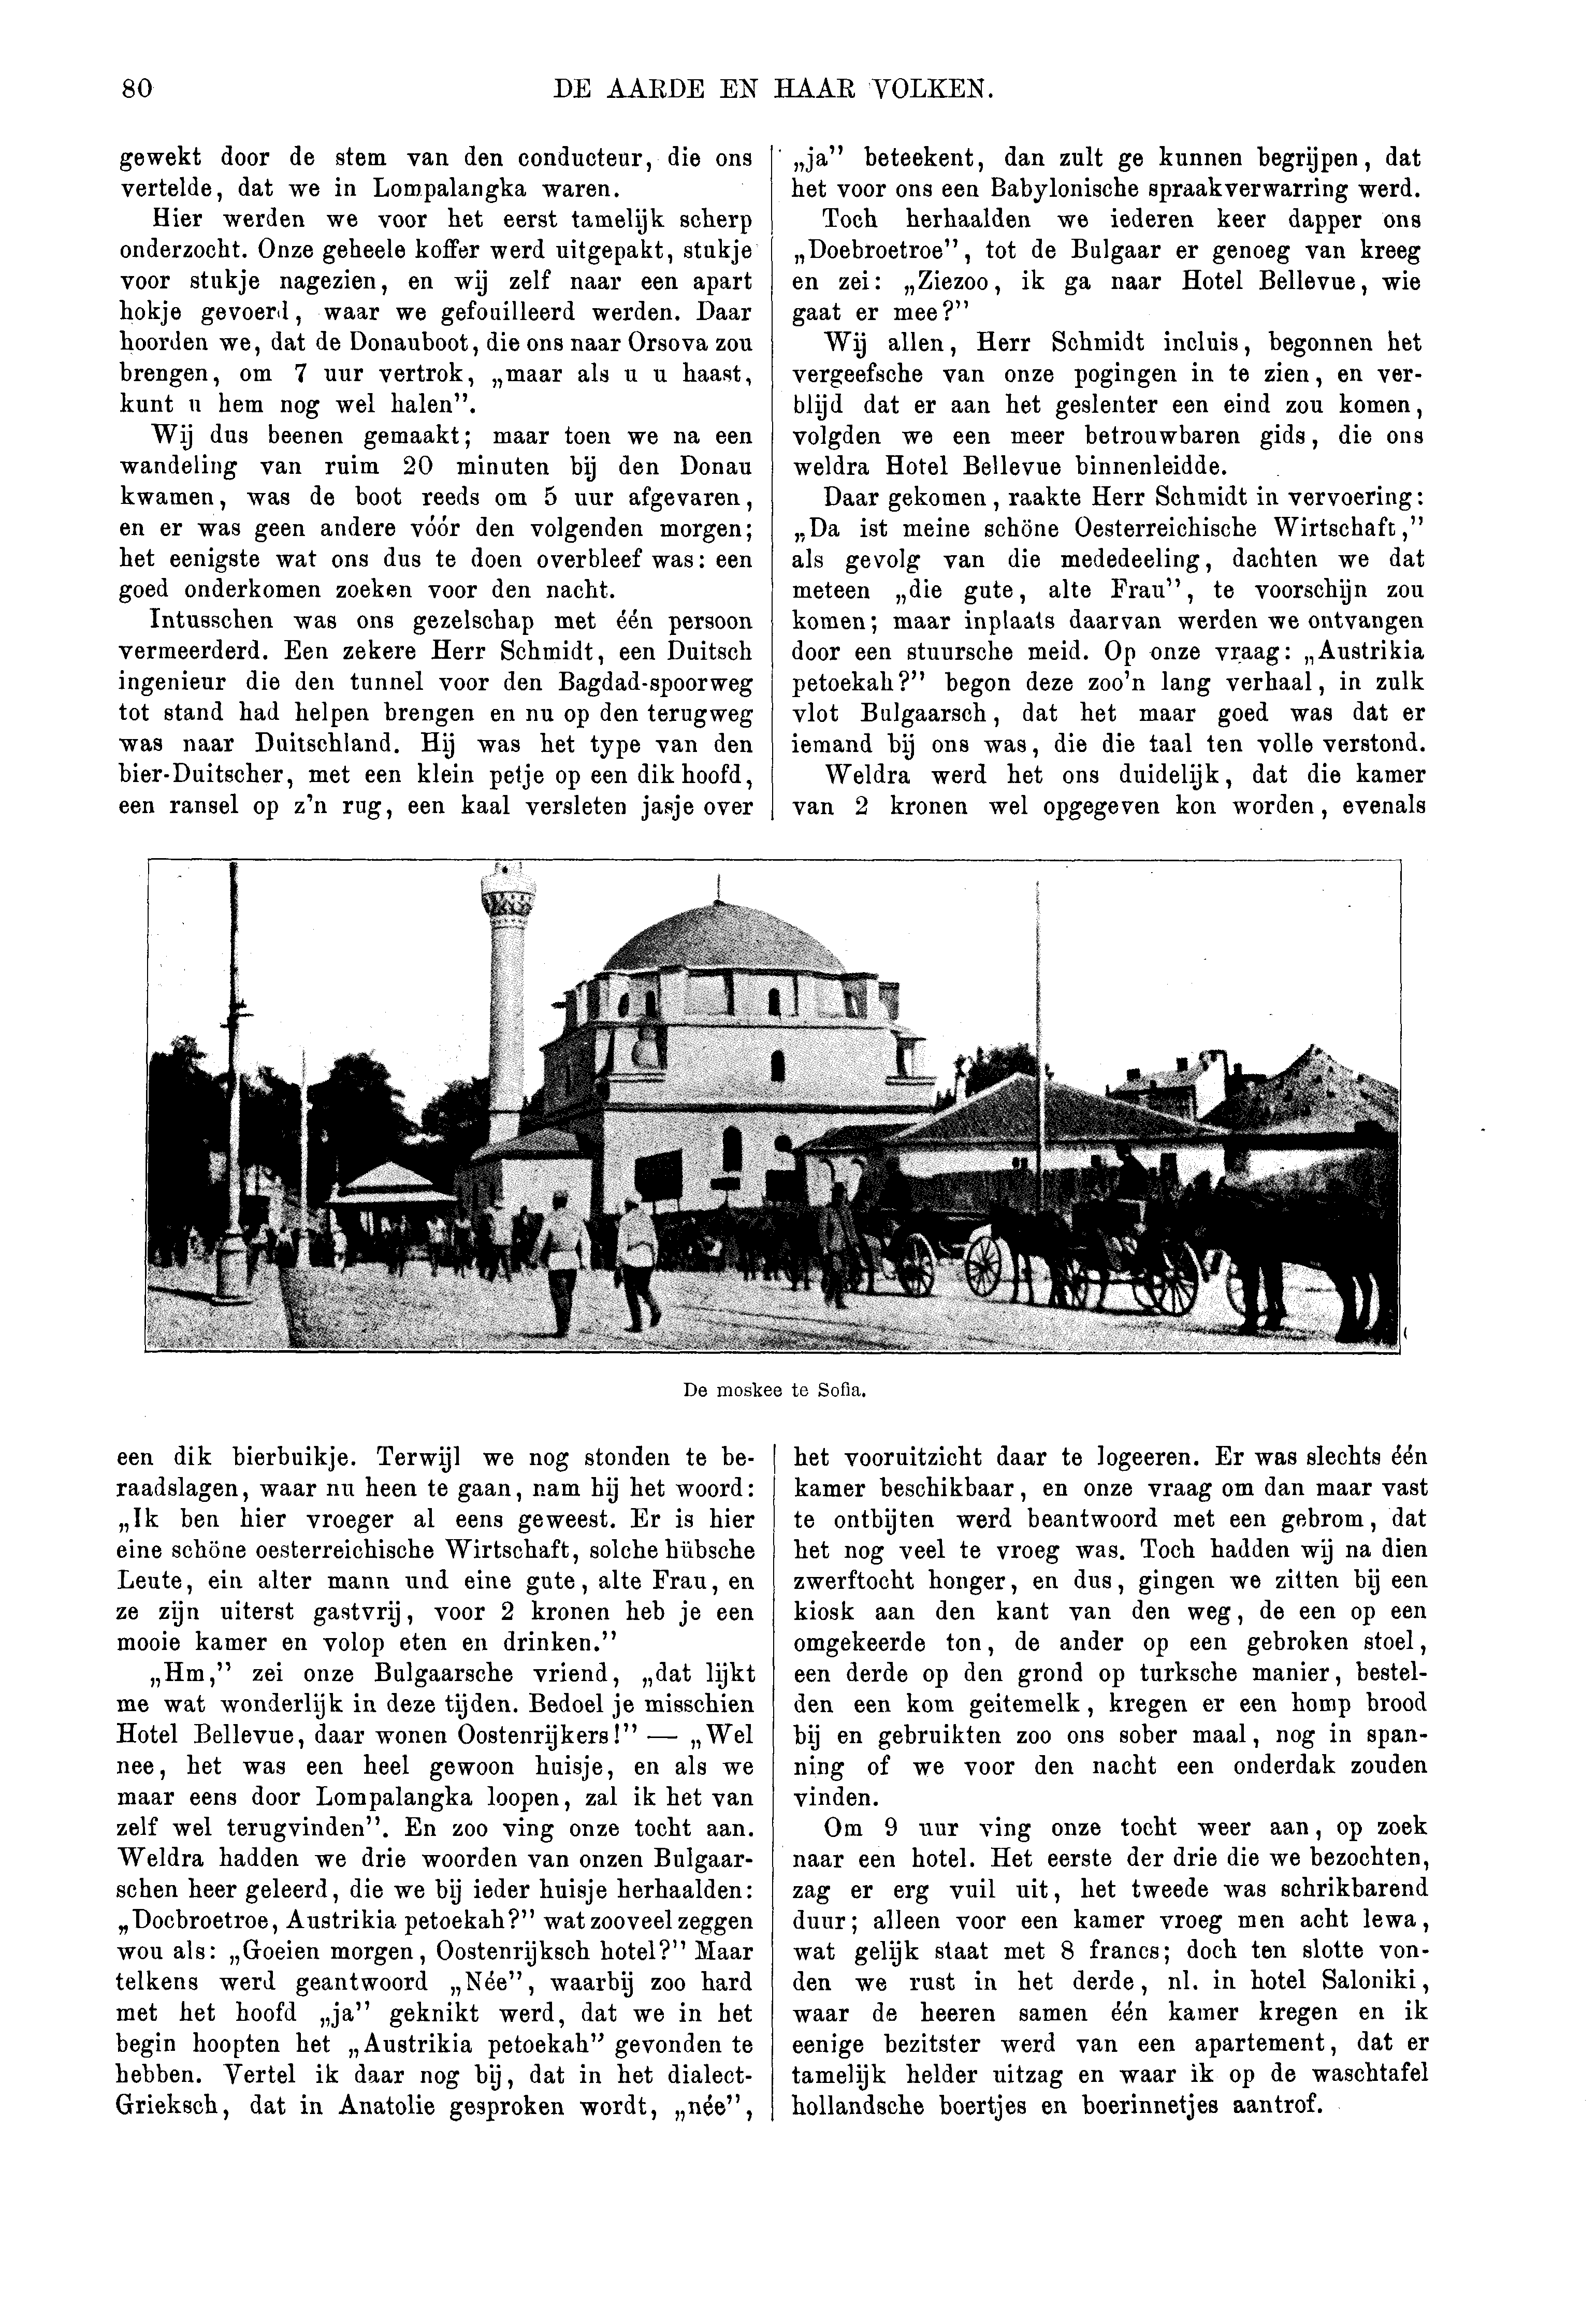 80
DE AARDE EN HAAR VOLKEN.
gewekt door de stem van den conducteur, die ons
vertelde, dat we in Lompalangka waren.
Hier werden we voor het eerst tamelijk scherp
onderzocht. Onze geheele koffer werd uitgepakt, stukje
voor stukje nagezien, en wij zelf naar een apart
hokje gevoerd, waar we gefouilleerd werden. Daar
hoorden we, dat de Donauboot, die ons naar Orsova zou
brengen, om 7 uur vertrok, „maar als u u haast,
kunt u hem nog wel halen”.
Wij dus beenen gemaakt; maar toen we na een
wandeling van ruim 20 minuten bij den Donau
kwamen, was de boot reeds om 5 uur afgevaren,
en er was geen andere vóór den volgenden morgen;
het eenigste wat ons dus te doen overbleef was: een
goed onderkomen zoeken voor den nacht.
Intusschen was ons gezelschap met één persoon
vermeerderd. Een zekere Herr Schmidt, een Duitsch
ingenieur die den tunnel voor den Bagdad-spoorweg
tot stand had helpen brengen en nu op den terugweg
was naar Duitschland. Hij was het type van den
bier-Duitscher, met een klein petje op een dik hoofd,
een ransel op z'n rug, een kaal versleten jasje over
een dik bierbuikje. Terwijl we nog stonden te be-
raadslagen, waar nu heen te gaan, nam hij het woord:
„Ik ben hier vroeger al eens geweest. Er is hier
eine schöne oesterreichische Wirtschaft, solche hübsche
Leute, ein alter mann und eine gute, alte Frau, en
ze zijn uiterst gastvrij, voor 2 kronen heb je een
mooie kamer en volop eten en drinken.”
„Hm,” zei onze Bulgaarsche vriend, „dat lijkt
me wat wonderlijk in deze tijden. Bedoel je misschien
Hotel Bellevue, daar wonen Oostenrijkers!” — „Wel
nee, het was een heel gewoon huisje, en als we
maar eens door Lompalangka loopen, zal ik het van
zelf wel terugvinden”. En zoo ving onze tocht aan.
Weldra hadden we drie woorden van onzen Bulgaar-
schen heer geleerd, die we bij ieder huisje herhaalden:
„Docbroetroe, Austrikia petoekah?” wat zooveel zeggen
wou als: „Goeien morgen, Oostenrijksch hotel?” Maar
telkens werd geantwoord „Née”, waarbij zoo hard
met het hoofd „ja” geknikt werd, dat we in het
begin hoopten het „Austrikia petoekah” gevonden te
hebben. Vertel ik daar nog bij, dat in het dialect-
Grieksch, dat in Anatolie gesproken wordt, „née”,
„ja” beteekent, dan zult ge kunnen begrijpen, dat
het voor ons een Babylonische spraakverwarring werd.
Toch herhaalden we iederen keer dapper ons
„Doebroetroe”, tot de Bulgaar er genoeg van kreeg
en zei: „Ziezoo, ik ga naar Hotel Bellevue, wie
gaat er mee?”
Wij allen, Herr Schmidt incluis, begonnen het
vergeefsche van onze pogingen in te zien, en ver-
blijd dat er aan het geslenter een eind zou komen,
volgden we een meer betrouwbaren gids, die ons
weldra Hotel Bellevue binnenleidde.
Daar gekomen, raakte Herr Schmidt in vervoering:
„Da ist meine schöne Oesterreichische Wirtschaft,”
als gevolg van die mededeeling, dachten we dat
meteen „die gute, alte Frau”, te voorschijn zou
komen; maar inplaats daarvan werden we ontvangen
door een stuursche meid. Op onze vraag: „Austrikia
petoekah?” begon deze zoo'n lang verhaal, in zulk
vlot Bulgaarsch, dat het maar goed was dat er
iemand bij ons was, die die taal ten volle verstond.
Weldra werd het ons duidelijk, dat die kamer
van 2 kronen wel opgegeven kon worden, evenals
het vooruitzicht daar te logeeren. Er was slechts één
kamer beschikbaar, en onze vraag om dan maar vast
te ontbijten werd beantwoord met een gebrom, dat
het nog veel te vroeg was. Toch hadden wij na dien
zwerftocht honger, en dus, gingen we zitten bij een
kiosk aan den kant van den weg, de een op een
omgekeerde ton, de ander op een gebroken stoel,
een derde op den grond op turksche manier, bestel-
den een kom geitemelk, kregen er een homp brood
bij en gebruikten zoo ons sober maal, nog in span-
ning of we voor den nacht een onderdak zouden
vinden.
Om 9 uur ving onze tocht weer aan, op zoek
naar een hotel. Het eerste der drie die we bezochten,
zag er erg vuil uit, het tweede was schrikbarend
duur; alleen voor een kamer vroeg men acht lewa,
wat gelijk staat met 8 francs; doch ten slotte von-
den we rust in het derde, nl. in hotel Saloniki,
waar de heeren samen één kamer kregen en ik
eenige bezitster werd van een apartement, dat er
tamelijk helder uitzag en waar ik op de waschtafel
hollandsche boertjes en boerinnetjes aantrof.
De moskee te Sofia.